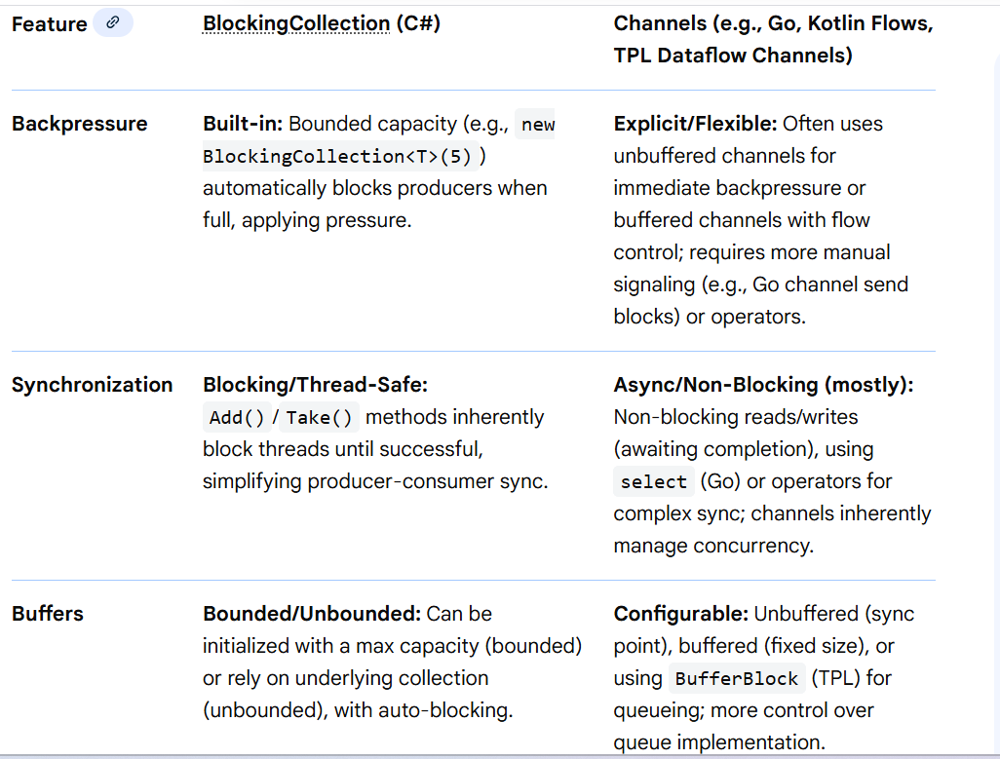 Feature
BlockingCollection (C#)
Channels (e.g., Go, Kotlin Flows,
TPL Dataflow Channels)
Backpressure
Built-in: Bounded capacity (e.g., new
BlockingCollection<T>(5) )
automatically blocks producers when
full, applying pressure.
Explicit/Flexible: Often uses
unbuffered channels for
immediate backpressure or
buffered channels with flow
control; requires more manual
signaling (e.g., Go channel send
blocks) or operators.
Synchronization
Blocking/Thread-Safe:
Add() / Take() methods inherently
block threads until successful,
simplifying producer-consumer sync.
Async/Non-Blocking (mostly):
Non-blocking reads/writes
(awaiting completion), using
select (Go) or operators for
complex sync; channels inherently
manage concurrency.
Buffers
Bounded/Unbounded: Can be
initialized with a max capacity (bounded)
or rely on underlying collection
(unbounded), with auto-blocking.
Configurable: Unbuffered (sync
point), buffered (fixed size), or
using BufferBlock (TPL) for
queueing; more control over
queue implementation.